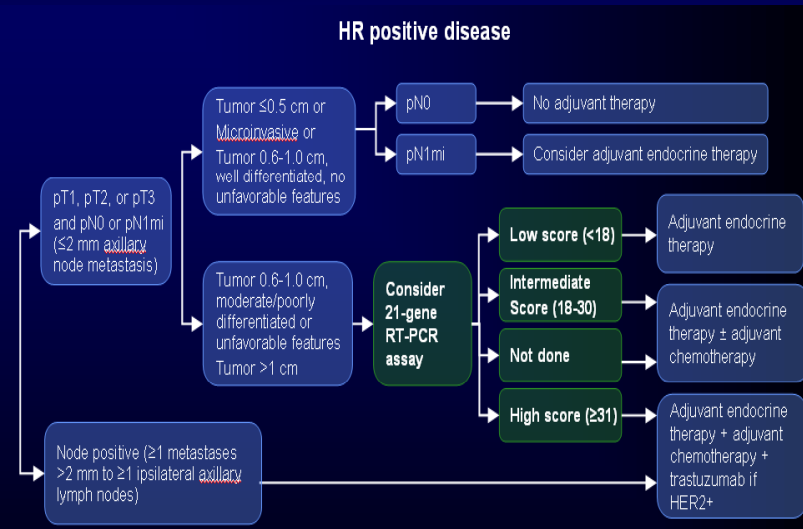 HR positive disease
Tumor ≤0.5 cm or
Microinvasive or
Tumor 0.6-1.0 cm,
well differentiated, no
unfavorable features
pN0
No adjuvant therapy
pN1mi
Consider adjuvant endocrine therapy
pT1, pT2, or pT3
and pN0 or pN1mi
(≤2 mm axillary
node metastasis)
Tumor 0.6-1.0 cm,
moderate/poorly
differentiated or
unfavorable features
Tumor >1 cm
Consider
21-gene
RT-PCR
assay
Low score (<18)
Adjuvant endocrine
therapy
Intermediate
Score (18-30)
Not done
Adjuvant endocrine
therapy ± adjuvant
chemotherapy
High score (≥31)
Adjuvant endocrine
therapy + adjuvant
chemotherapy +
trastuzumab if
HER2+
Node positive (≥1 metastases
>2 mm to ≥1 ipsilateral axillary
lymph nodes)